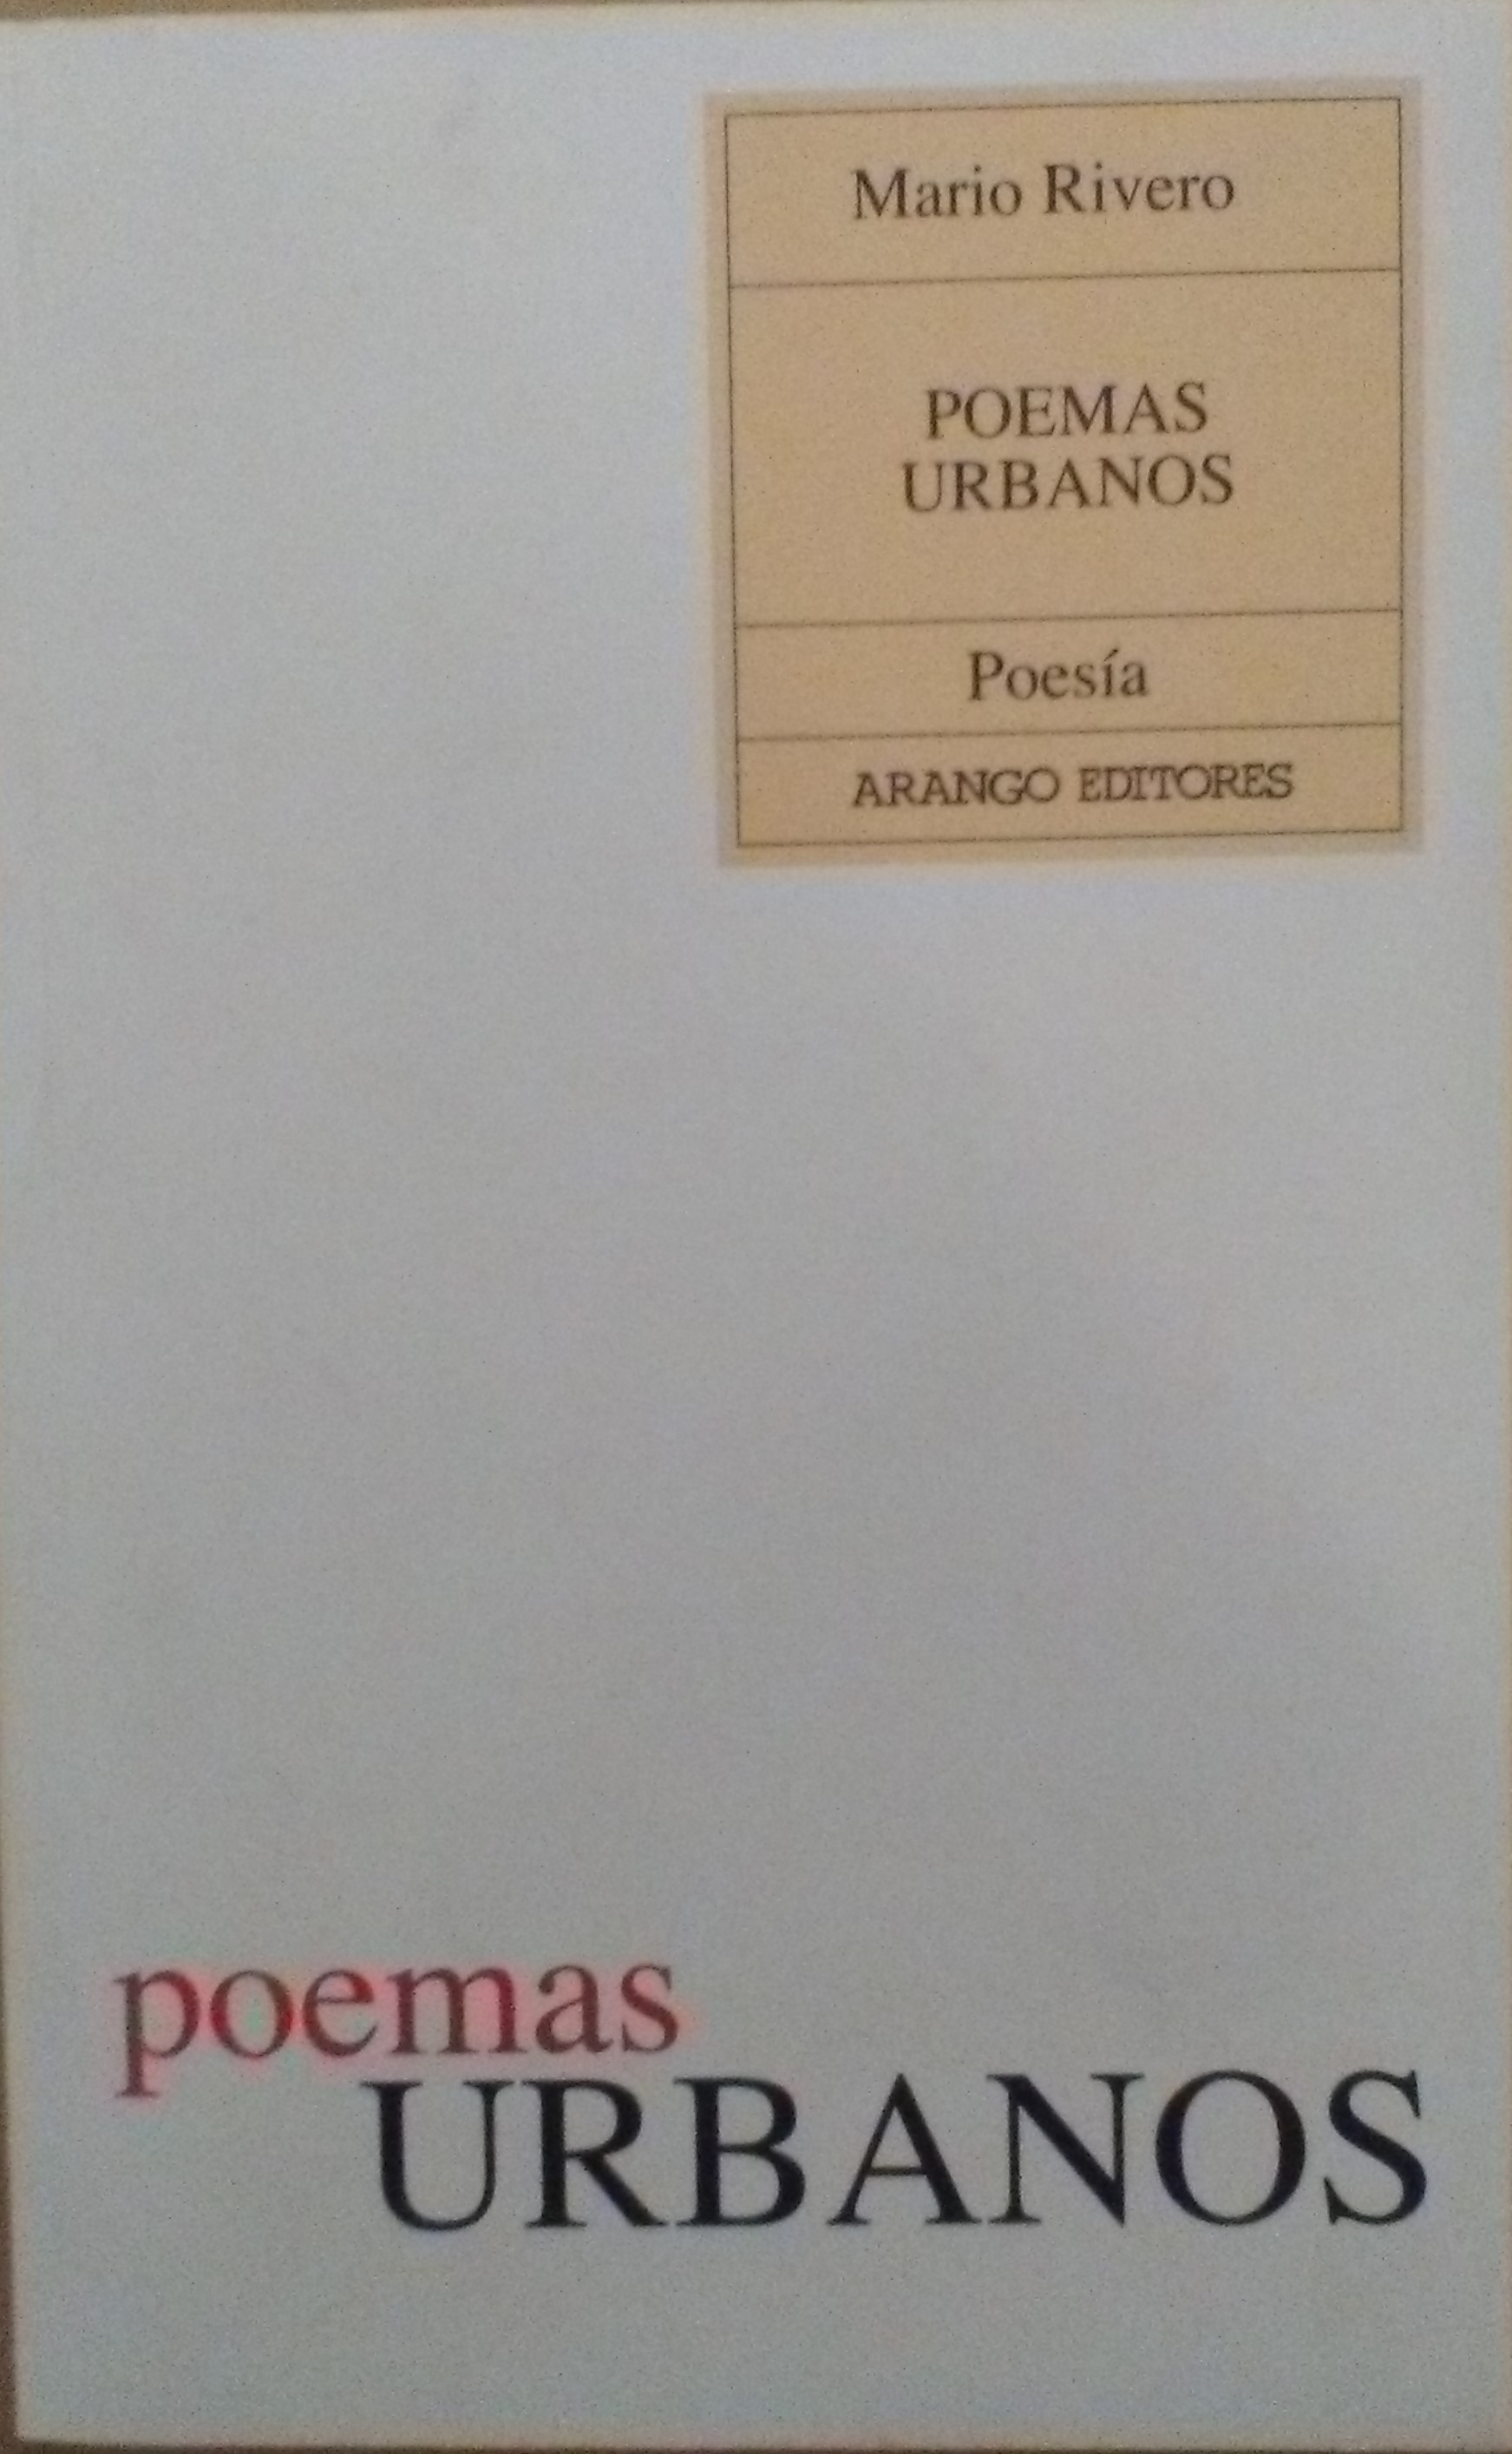 Mario Rivero
POEMAS
URBANOS
Poesía
ARANGO EDITORES
poemas
URBANOS